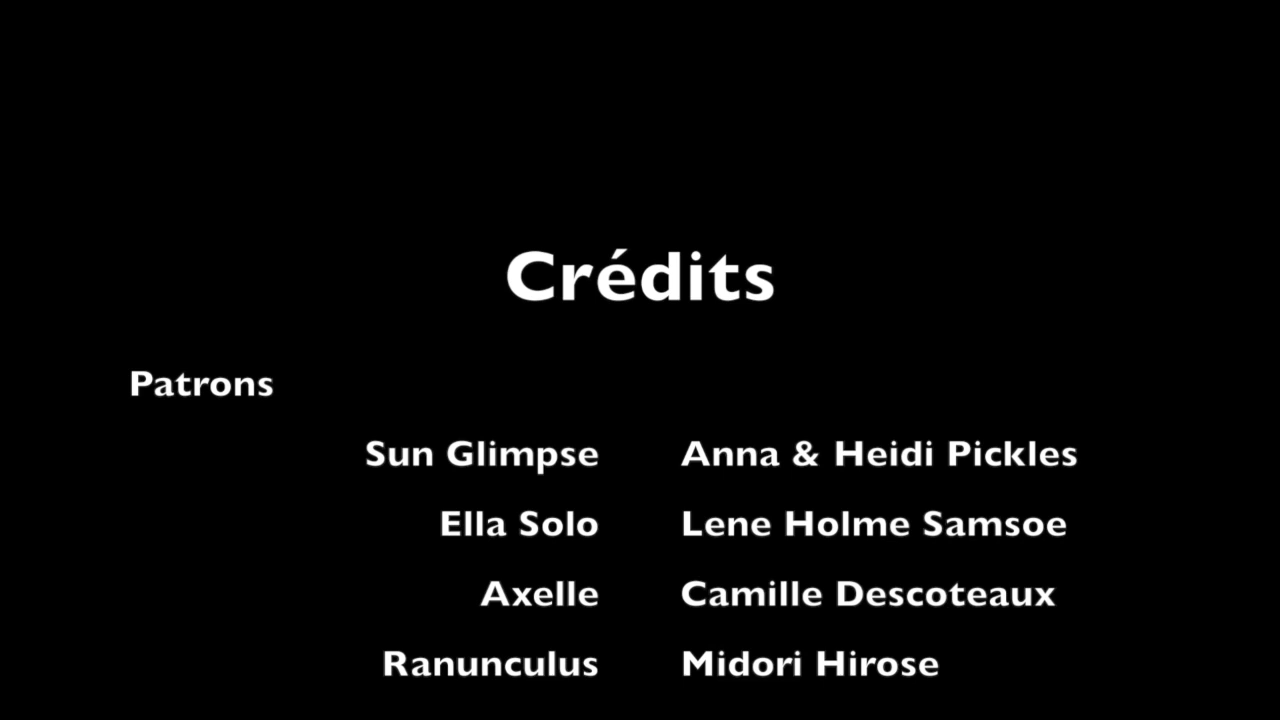 Crédits
Patrons
Sun Glimpse Anna & Heidi Pickles
Ella Solo Lene Holme Samsoe
Axelle Camille Descoteaux
Ranunculus Midori Hirose